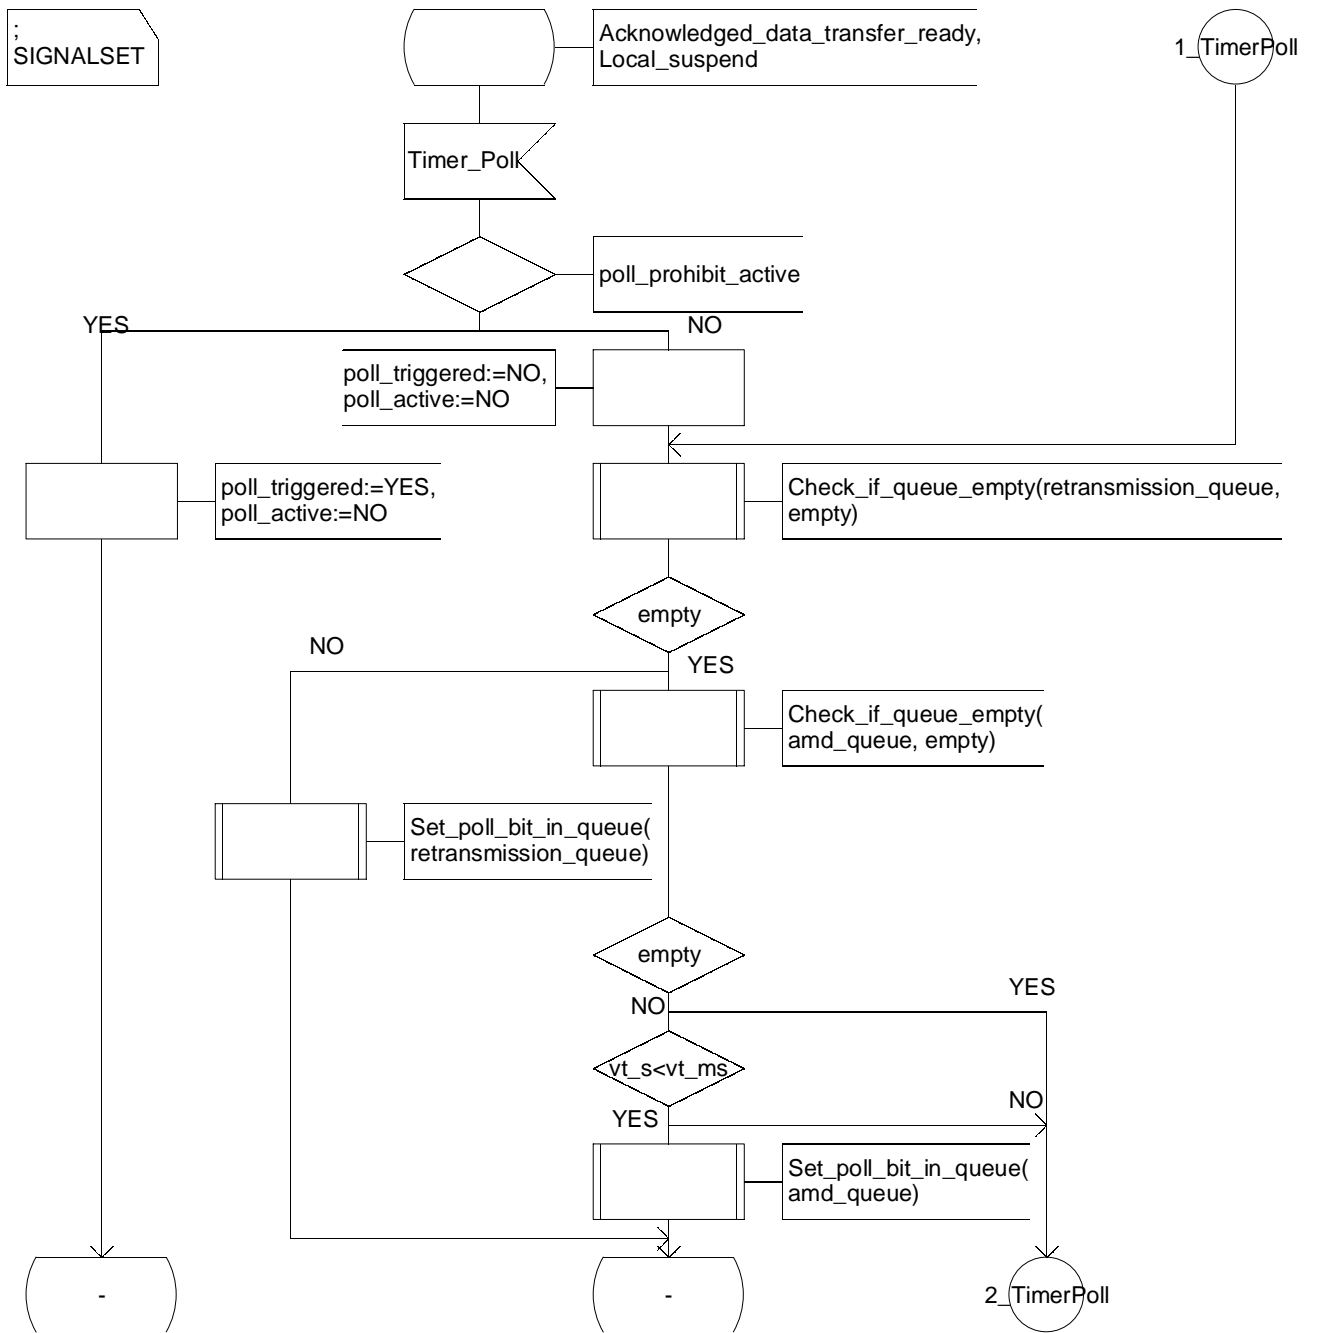 ;
SIGNALSET
Acknowledged_data_transfer_ready,
Local_suspend
1_TimerPoll
Timer_Poll
poll_prohibit_active
YES
NO
poll_triggered:=NO,
poll_active:=NO
poll_triggered:=YES,
poll_active:=NO
Check_if_queue_empty(retransmission_queue,
empty)
empty
NO
YES
Check_if_queue_empty(
amd_queue, empty)
Set_poll_bit_in_queue(
retransmission_queue)
empty
NO
YES
vt_s<vt_ms
YES
NO
Set_poll_bit_in_queue(
amd_queue)
-
-
2_TimerPoll